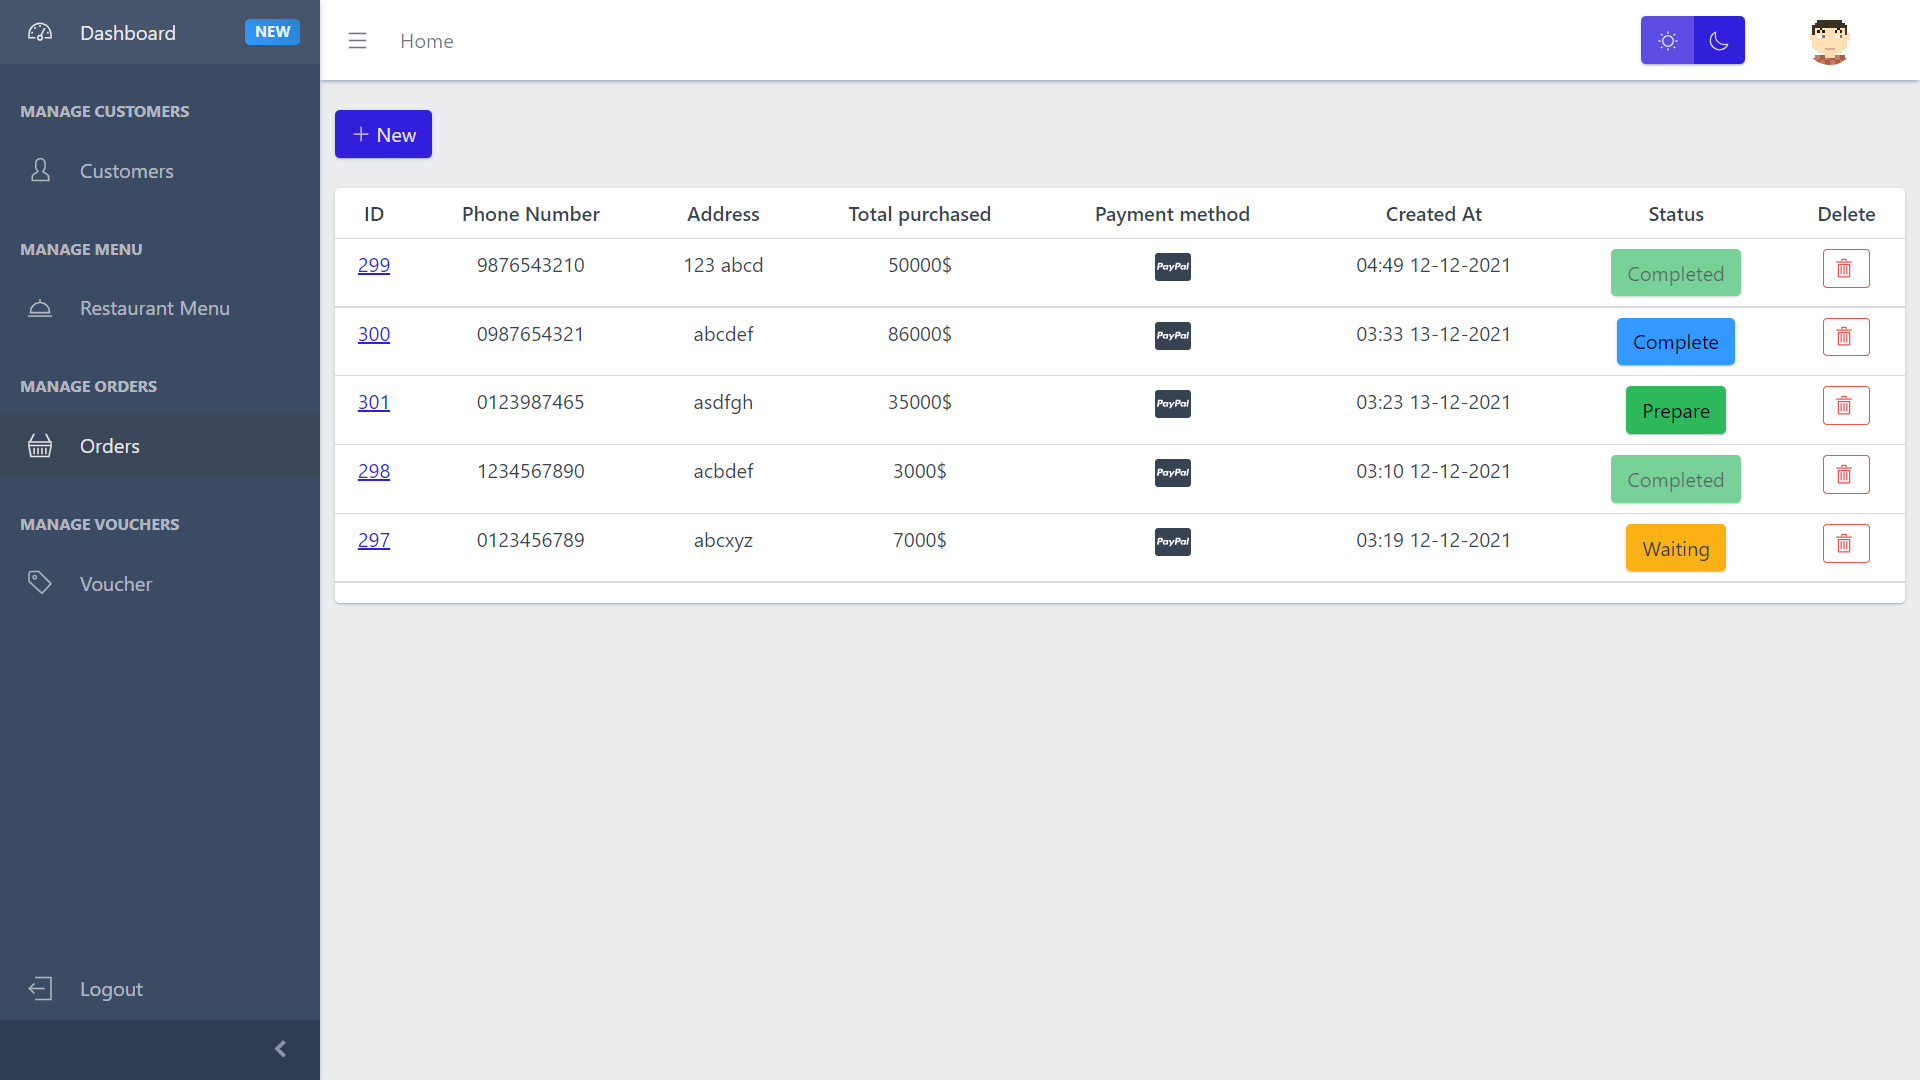 Dashboard NEW
Home
MANAGE CUSTOMERS
Customers
MANAGE MENU
Restaurant Menu
MANAGE ORDERS
Orders
MANAGE VOUCHERS
Voucher
Logout
New
ID Phone Number Address Total purchased Payment method Created At Status Delete
299 9876543210 123 abcd 50000$ PayPal 04:49 12-12-2021 Completed
300 0987654321 abcdef 86000$ PayPal 03:33 13-12-2021 Complete
301 0123987465 asdfgh 35000$ PayPal 03:23 13-12-2021 Prepare
298 1234567890 acbdef 3000$ PayPal 03:10 12-12-2021 Completed
297 0123456789 abcxyz 7000$ PayPal 03:19 12-12-2021 Waiting